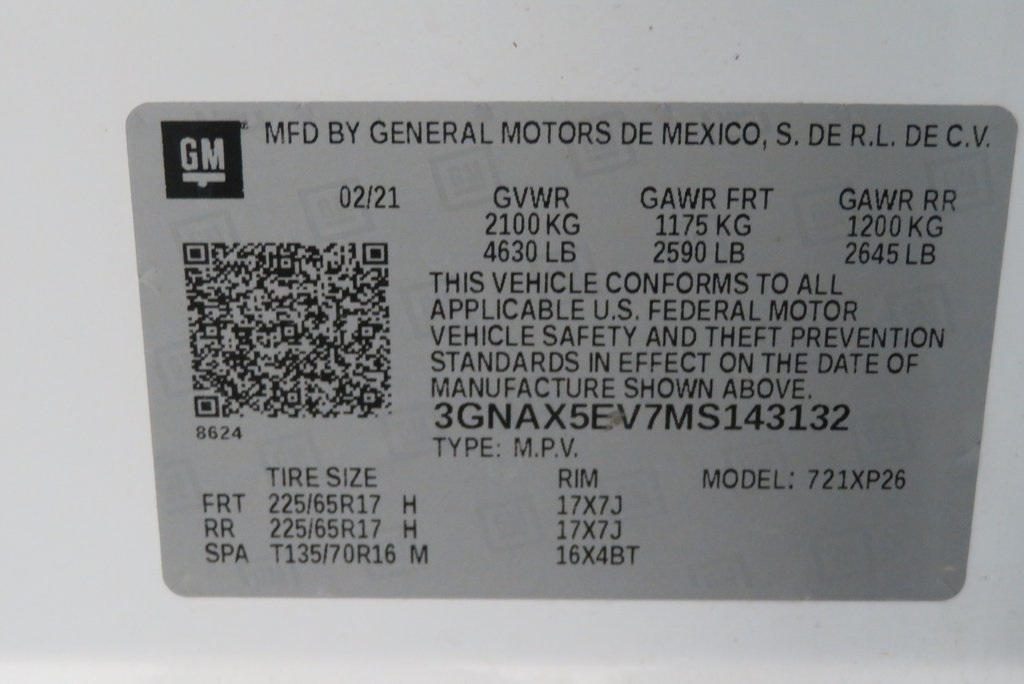 GM MFD BY GENERAL MOTORS DE MEXICO, S. DE R.L. DE C.V.
02/21 GVWR GAWR FRT GAWR RR
2100 KG 1175 KG 1200 KG
4630 LB 2590 LB 2645 LB
THIS VEHICLE CONFORMS TO ALL
APPLICABLE U.S. FEDERAL MOTOR
VEHICLE SAFETY AND THEFT PREVENTION
STANDARDS IN EFFECT ON THE DATE OF
MANUFACTURE SHOWN ABOVE.
3GNAX5EV7MS143132
8624
TYPE: M.P.V.
TIRE SIZE RIM MODEL: 721XP26
FRT 225/65R17 H 17X7J
RR 225/65R17 H 17X7J
SPA T135/70R16 M 16X4BT